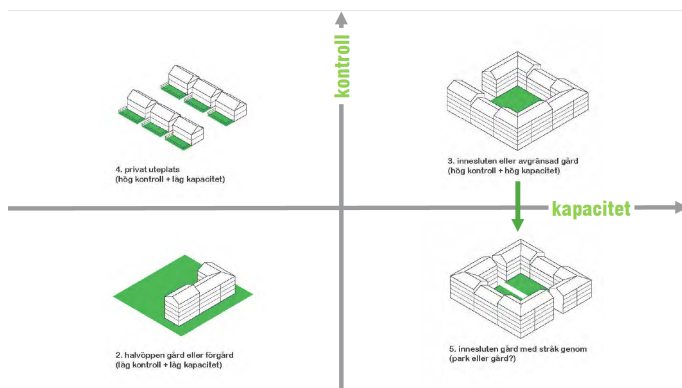 kontroll
4. privat uteplats
(hög kontroll + låg kapacitet)
3. innesluten eller avgränsad gård
(hög kontroll + hög kapacitet)
kapacitet
2. halvöppen gård eller förgård
(låg kontroll + låg kapacitet)
5. innesluten gård med stråk genom
(park eller gård?)